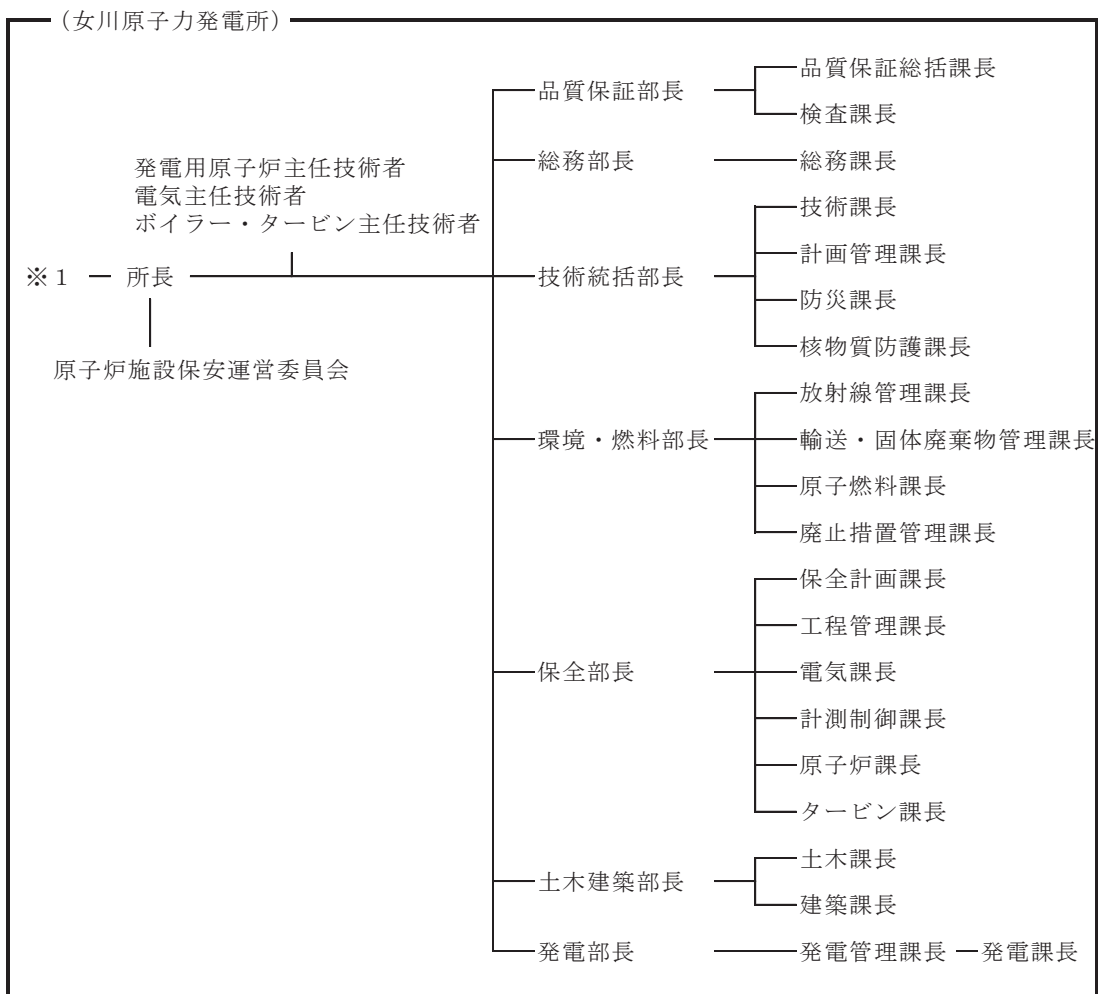 (女川原子力発電所)
品質保証部長
品質保証総括課長
検査課長
総務部長
総務課長
発電用原子炉主任技術者
電気主任技術者
ボイラー・タービン主任技術者
※1
所長
原子炉施設保安運営委員会
技術統括部長
技術課長
計画管理課長
防災課長
核物質防護課長
環境・燃料部長
放射線管理課長
輸送・固体廃棄物管理課長
原子燃料課長
廃止措置管理課長
保全部長
保全計画課長
工程管理課長
電気課長
計測制御課長
原子炉課長
タービン課長
土木建築部長
土木課長
建築課長
発電部長
発電管理課長
発電課長